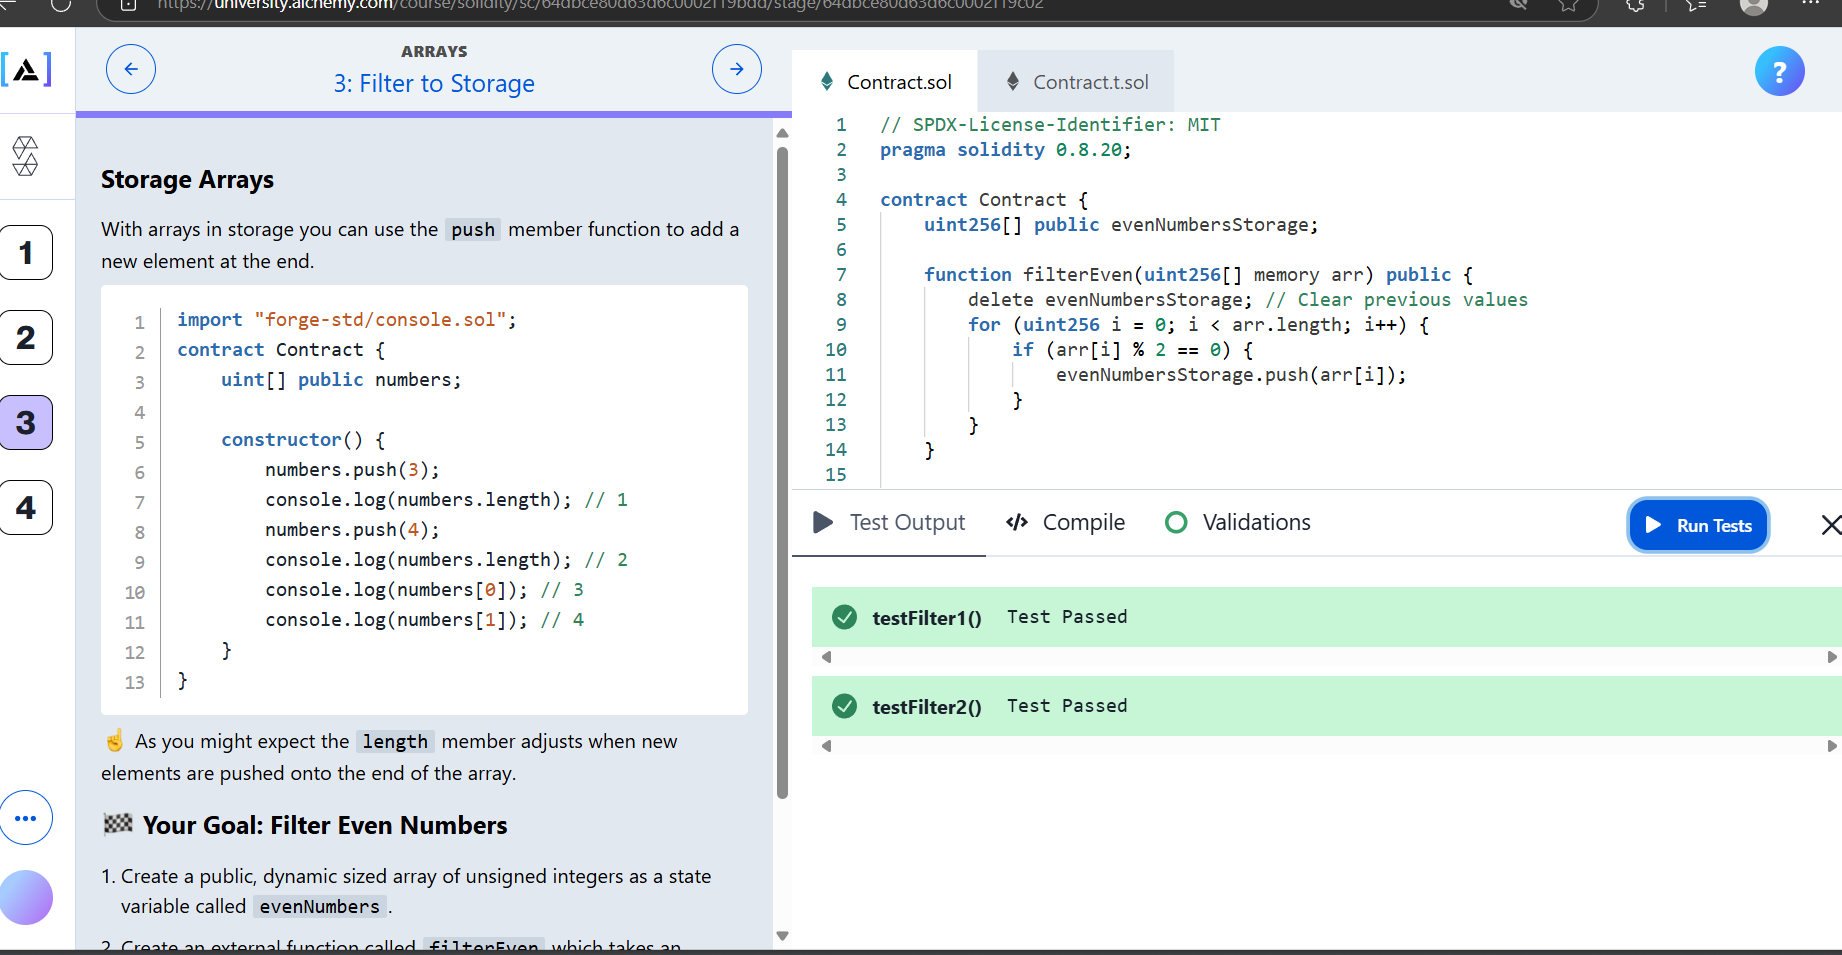 https://university.alchemy.com/course/solidity/sc/64dbce80d63d6c0002f19bdd/stage/64dbce80d63d6c0002f19c02
ARRAYS
3: Filter to Storage
1
2
3
4
Storage Arrays
With arrays in storage you can use the push member function to add a
new element at the end.
1 import "forge-std/console.sol";
2 contract Contract {
3 uint[] public numbers;
4
5 constructor() {
6 numbers.push(3);
7 console.log(numbers.length); // 1
8 numbers.push(4);
9 console.log(numbers.length); // 2
10 console.log(numbers[0]); // 3
11 console.log(numbers[1]); // 4
12 }
13 }
☝ As you might expect the length member adjusts when new
elements are pushed onto the end of the array.
🏁 Your Goal: Filter Even Numbers
1. Create a public, dynamic sized array of unsigned integers as a state
variable called evenNumbers .
2. Create an external function called filterEven which takes an
Contract.sol
Contract.t.sol
?
1 // SPDX-License-Identifier: MIT
2 pragma solidity 0.8.20;
3
4 contract Contract {
5 uint256[] public evenNumbersStorage;
6
7 function filterEven(uint256[] memory arr) public {
8 delete evenNumbersStorage; // Clear previous values
9 for (uint256 i = 0; i < arr.length; i++) {
10 if (arr[i] % 2 == 0) {
11 evenNumbersStorage.push(arr[i]);
12 }
13 }
14 }
15
Test Output
Compile
Validations
Run Tests
testFilter1() Test Passed
testFilter2() Test Passed